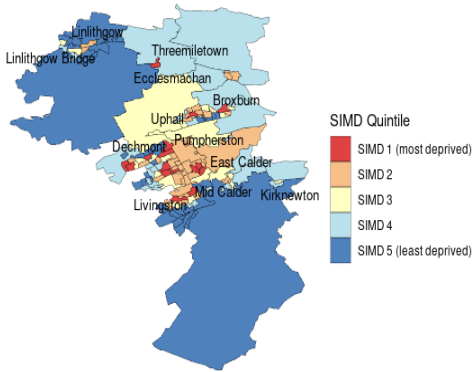 Linlithgow
Linlithgow Bridge
Threemiletown
Ecclesmachan
Broxburn
Uphall
Dechmont
Pumpherston
East Calder
Mid Calder
Kirknewton
Livingston
SIMD Quintile
SIMD 1 (most deprived)
SIMD 2
SIMD 3
SIMD 4
SIMD 5 (least deprived)